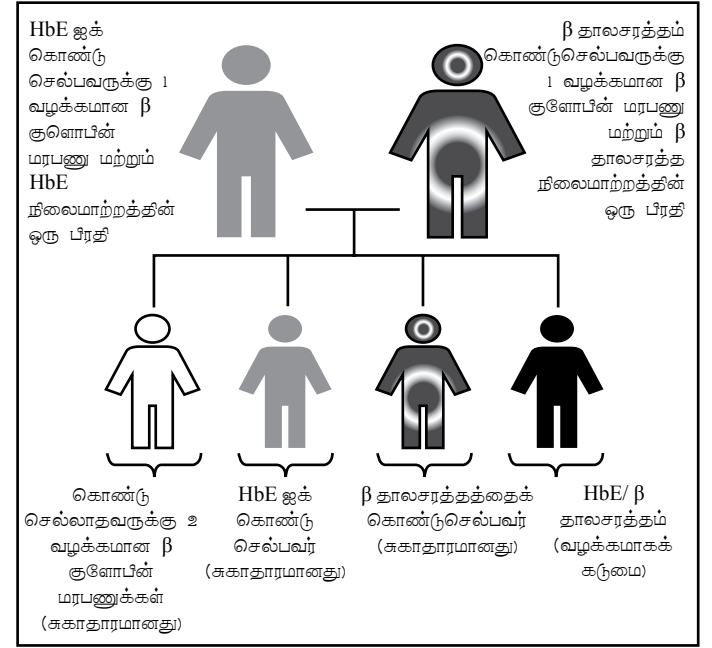 HbE ஐக்
கொண்டு
செல்பவருக்கு 1
வழக்கமான β
குளொபீன்
மரபணு மற்றும்
HbE
நிலைமாற்றத்தின்
ஒரு பீரதி
β தாலசரத்தம்
கொண்டுசெல்பவருக்கு
1 வழக்கமான β
குளோபீன் மரபணு
மற்றும் β
தாலசரத்த
நிலைமாற்றத்தின்
ஒரு பீரதி
கொண்டு
செல்லாதவருக்கு 2
வழக்கமான β
குளோபீன்
மரபணுக்கள்
(சுகாதாரமானது)
HbE ஐக்
கொண்டு
செல்பவர்
(சுகாதாரமானது)
β தாலசரத்தத்தைக்
கொண்டுசெல்பவர்
(சுகாதாரமானது)
HbE/ β
தாலசரத்தம்
(வழக்கமாகக்
கடுமை)